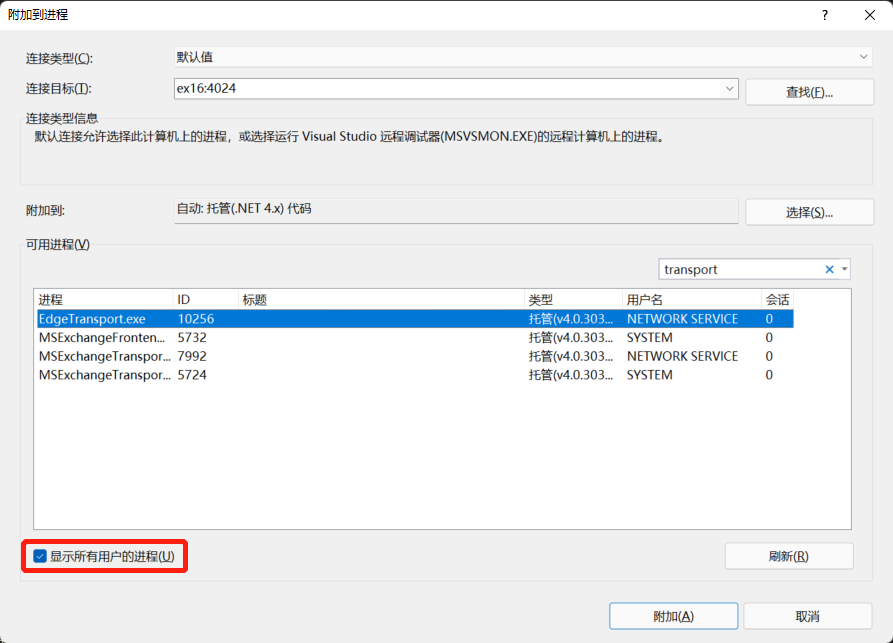 附加到进程 ?
连接类型(C): 默认值
连接目标(T): ex16:4024 查找(F)...
连接类型信息
默认连接允许选择此计算机上的进程，或选择运行 Visual Studio 远程调试器(MSVSMON.EXE)的远程计算机上的进程。
附加到: 自动: 托管(.NET 4.x) 代码 选择(S)...
可用进程(V)
transport
进程 ID 标题 类型 用户名 会话
EdgeTransport.exe 10256 托管(v4.0.303... NETWORK SERVICE 0
MSExchangeFronten... 5732 托管(v4.0.303... SYSTEM 0
MSExchangeTranspor... 7992 托管(v4.0.303... NETWORK SERVICE 0
MSExchangeTranspor... 5724 托管(v4.0.303... SYSTEM 0
显示所有用户的进程(U) 刷新(R)
附加(A) 取消